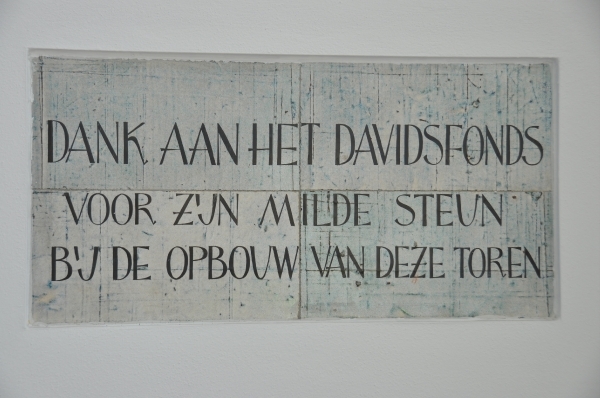 DANK AAN HET DAVIDSFONDS
VOOR ZIJN MILDE STEUN
BIJ DE OPBOUW VAN DEZE TOREN